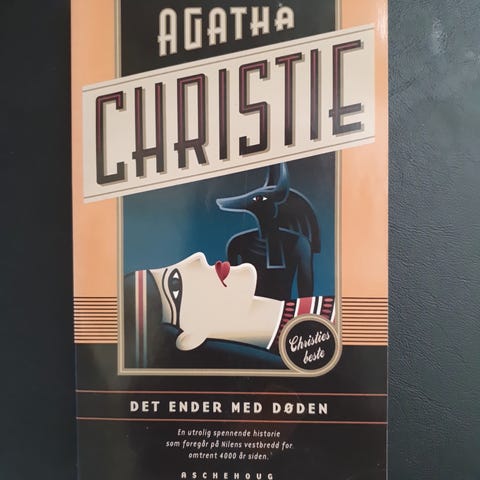 AGATHA
CHRISTIE
Christies
beste
DET ENDER MED DØDEN
En utrolig spennende historie
som foregår på Nilens vestbredd for
omtrent 4000 år siden.
ASCHEHOUG